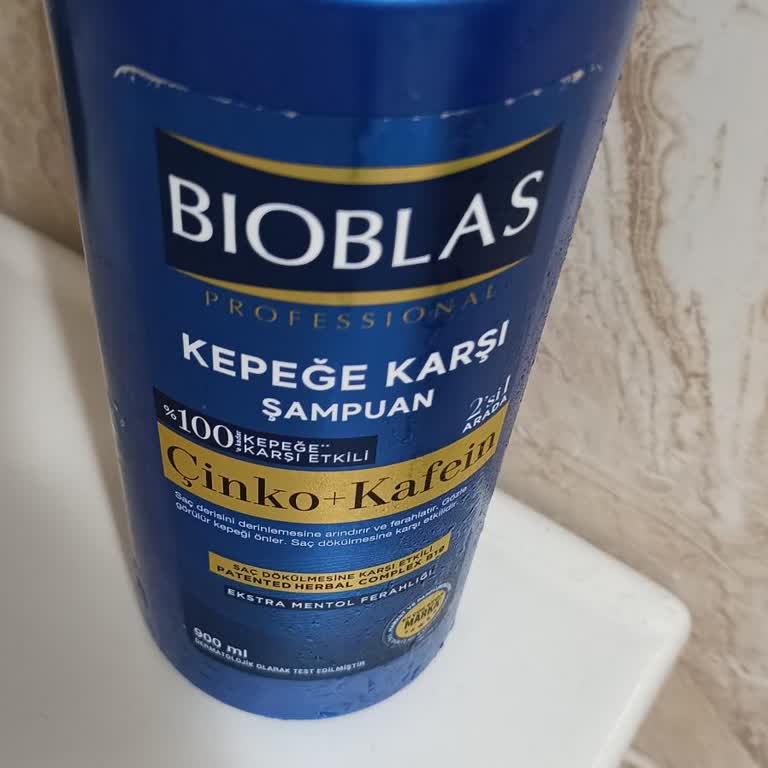 BIOBLAS
PROFESSIONAL
KEPEĞE KARŞI
ŞAMPUAN
2'si 1
ARADA
%100 'e kadar KEPEĞE**
KARŞI ETKİLİ
Çinko+Kafein
Saç derisini derinlemesine arındırır ve ferahlatır. Gözle
görülür kepeği önler. Saç dökülmesine karşı etkilidir.
SAÇ DÖKÜLMESİNE KARŞI ETKİLİ
PATENTED HERBAL COMPLEX B19
EKSTRA MENTOL FERAHLIĞI
MARKA
900 ml
DERMATOLOJİK OLARAK TEST EDİLMİŞTİR